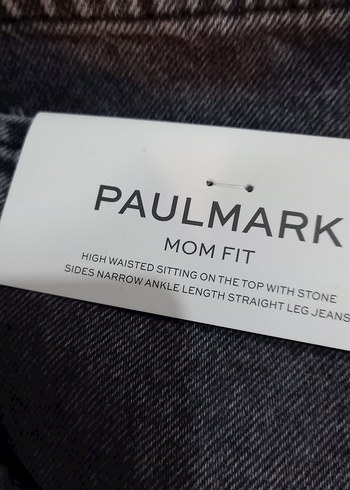 PAULMARK
MOM FIT
HIGH WAISTED SITTING ON THE TOP WITH STONE
SIDES NARROW ANKLE LENGTH STRAIGHT LEG JEANS